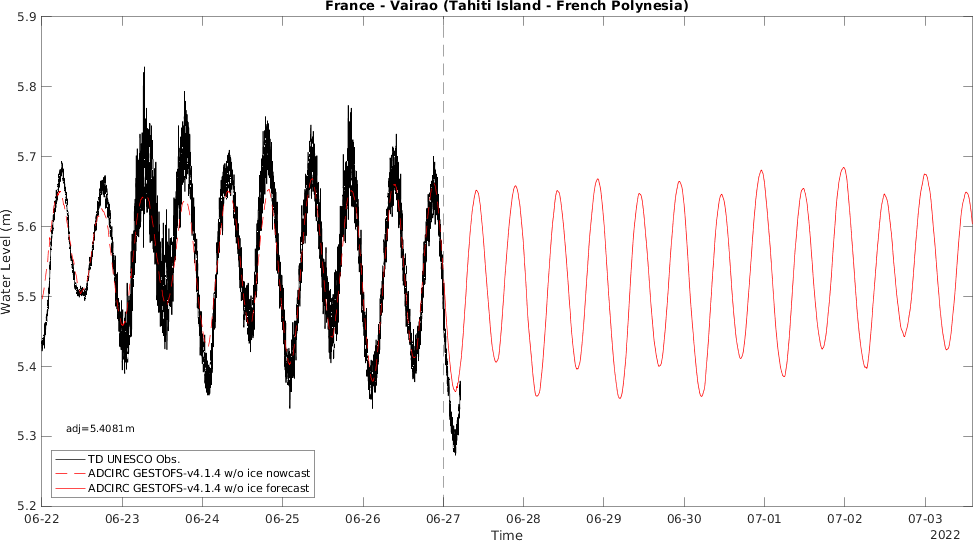 France - Vairao (Tahiti Island - French Polynesia)
5.9
5.8
5.7
5.6
5.5
5.4
5.3
5.2
Water Level (m)
adj=5.4081m
TD UNESCO Obs.
ADCIRC GESTOFS-v4.1.4 w/o ice nowcast
ADCIRC GESTOFS-v4.1.4 w/o ice forecast
06-22 06-23 06-24 06-25 06-26 06-27 06-28 06-29 06-30 07-01 07-02 07-03
Time
2022